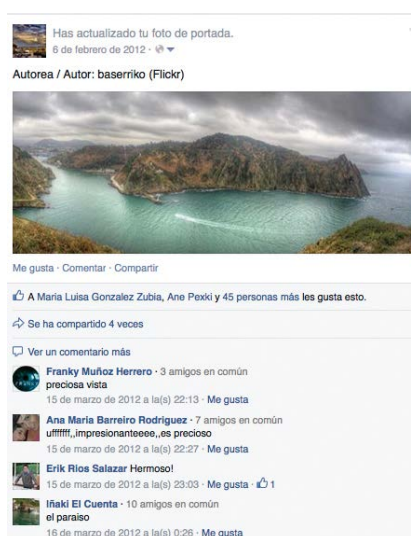 Has actualizado tu foto de portada.
6 de febrero de 2012 ·
Autorea / Autor: baserriko (Flickr)
Me gusta · Comentar · Compartir
A Maria Luisa Gonzalez Zubia, Ane Pexki y 45 personas más les gusta esto.
Se ha compartido 4 veces
Ver un comentario más
Franky Muñoz Herrero · 3 amigos en común
preciosa vista
15 de marzo de 2012 a la(s) 22:13 · Me gusta
Ana Maria Barreiro Rodriguez · 7 amigos en común
uffffff,,impresionanteeee,,es precioso
15 de marzo de 2012 a la(s) 22:27 · Me gusta
Erik Rios Salazar Hermoso!
15 de marzo de 2012 a la(s) 23:03 · Me gusta · 1
Iñaki El Cuenta · 10 amigos en común
el paraiso
16 de marzo de 2012 a la(s) 0:26 · Me gusta